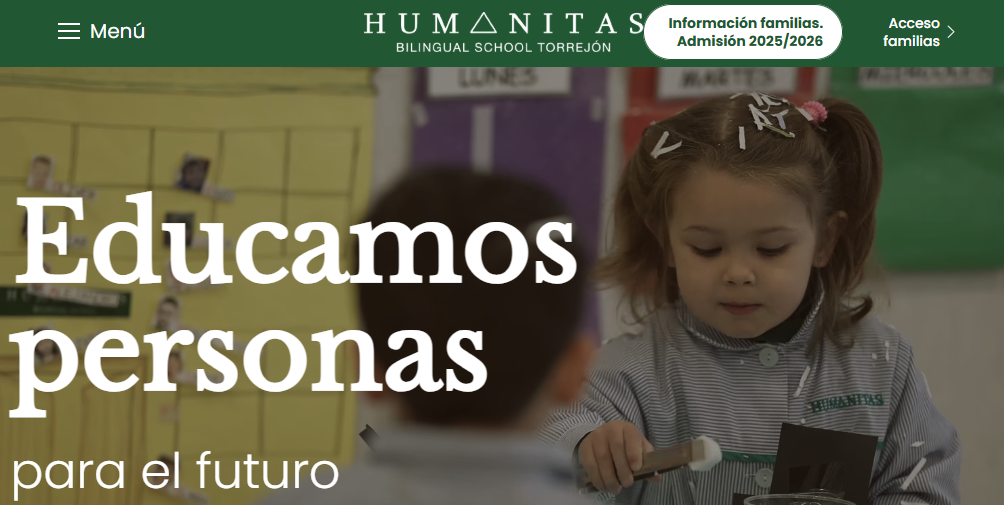 Menú
HUMANITAS
BILINGUAL SCHOOL TORREJÓN
Información familias.
Admisión 2025/2026
Acceso
familias
LUNES
MARTES
MIÉRCOLES
Educamos
personas
para el futuro
HUMANITAS